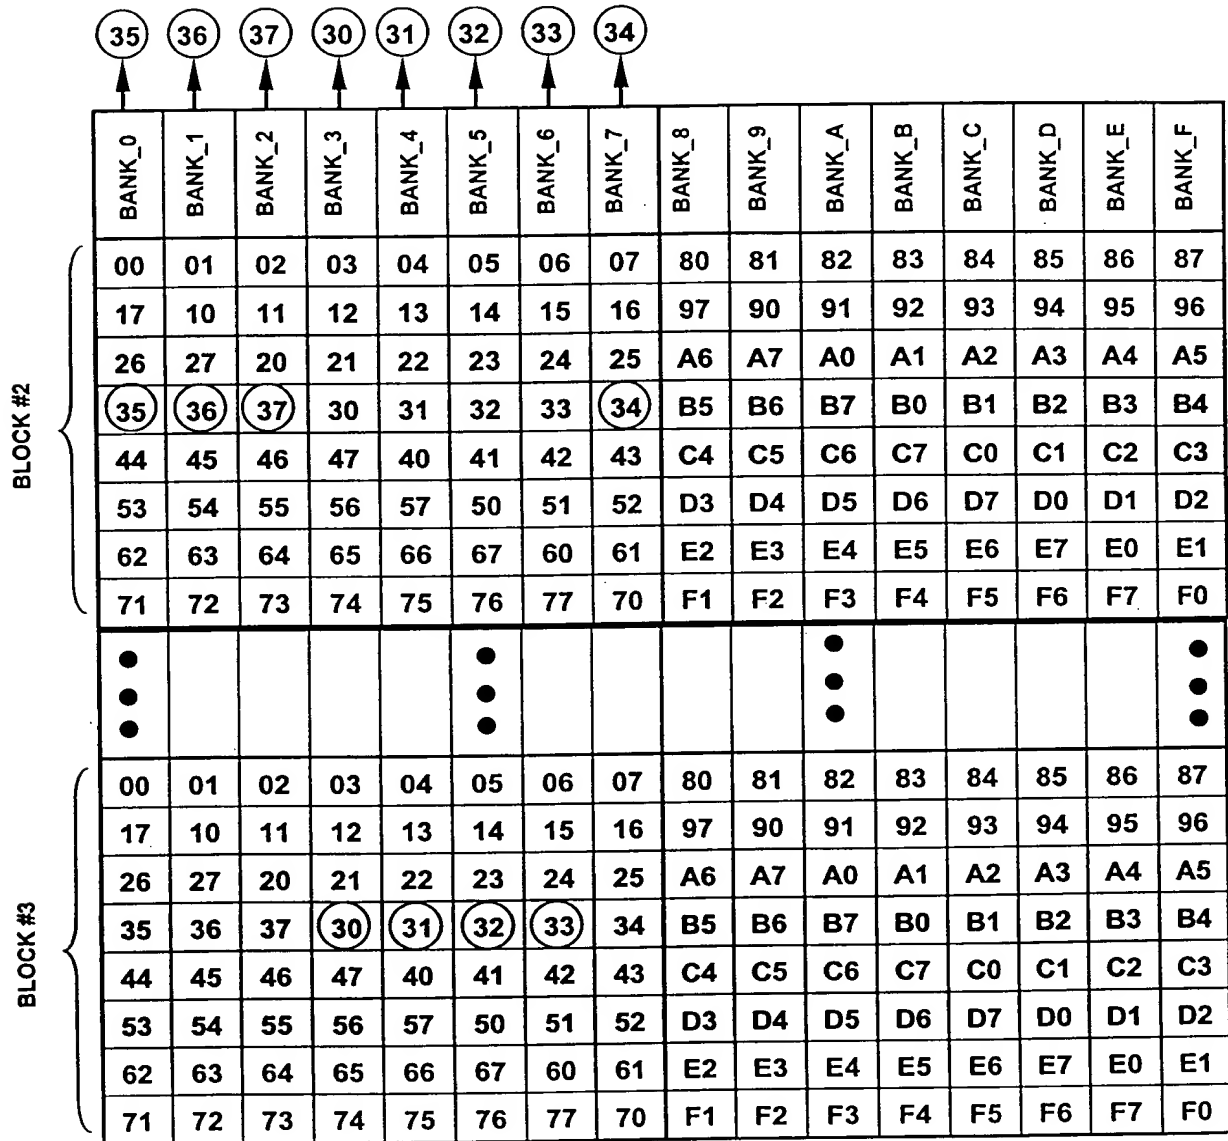 35 36 37 30 31 32 33 34
BANK_0 BANK_1 BANK_2 BANK_3 BANK_4 BANK_5 BANK_6 BANK_7 BANK_8 BANK_9 BANK_A BANK_B BANK_C BANK_D BANK_E BANK_F
BLOCK #2
00 01 02 03 04 05 06 07 80 81 82 83 84 85 86 87
17 10 11 12 13 14 15 16 97 90 91 92 93 94 95 96
26 27 20 21 22 23 24 25 A6 A7 A0 A1 A2 A3 A4 A5
35 36 37 30 31 32 33 34 B5 B6 B7 B0 B1 B2 B3 B4
44 45 46 47 40 41 42 43 C4 C5 C6 C7 C0 C1 C2 C3
53 54 55 56 57 50 51 52 D3 D4 D5 D6 D7 D0 D1 D2
62 63 64 65 66 67 60 61 E2 E3 E4 E5 E6 E7 E0 E1
71 72 73 74 75 76 77 70 F1 F2 F3 F4 F5 F6 F7 F0
BLOCK #3
00 01 02 03 04 05 06 07 80 81 82 83 84 85 86 87
17 10 11 12 13 14 15 16 97 90 91 92 93 94 95 96
26 27 20 21 22 23 24 25 A6 A7 A0 A1 A2 A3 A4 A5
35 36 37 30 31 32 33 34 B5 B6 B7 B0 B1 B2 B3 B4
44 45 46 47 40 41 42 43 C4 C5 C6 C7 C0 C1 C2 C3
53 54 55 56 57 50 51 52 D3 D4 D5 D6 D7 D0 D1 D2
62 63 64 65 66 67 60 61 E2 E3 E4 E5 E6 E7 E0 E1
71 72 73 74 75 76 77 70 F1 F2 F3 F4 F5 F6 F7 F0